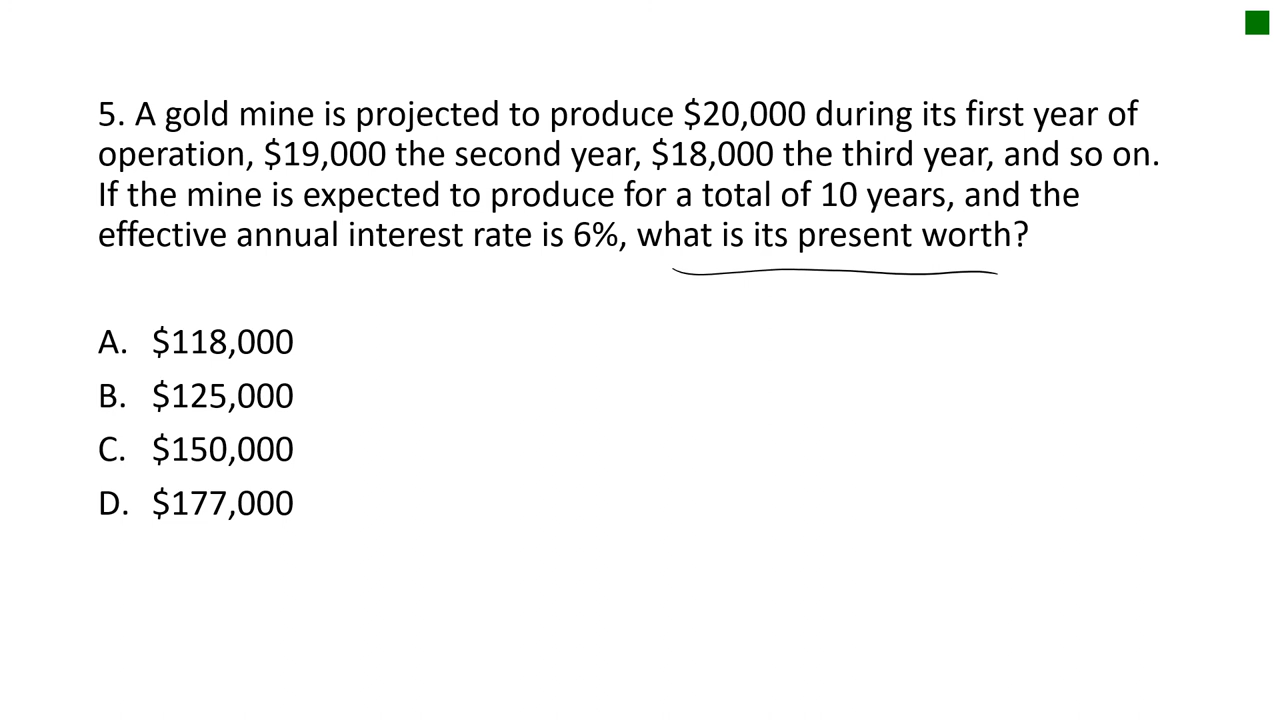 5. A gold mine is projected to produce $20,000 during its first year of
operation, $19,000 the second year, $18,000 the third year, and so on.
If the mine is expected to produce for a total of 10 years, and the
effective annual interest rate is 6%, what is its present worth?
A. $118,000
B. $125,000
C. $150,000
D. $177,000